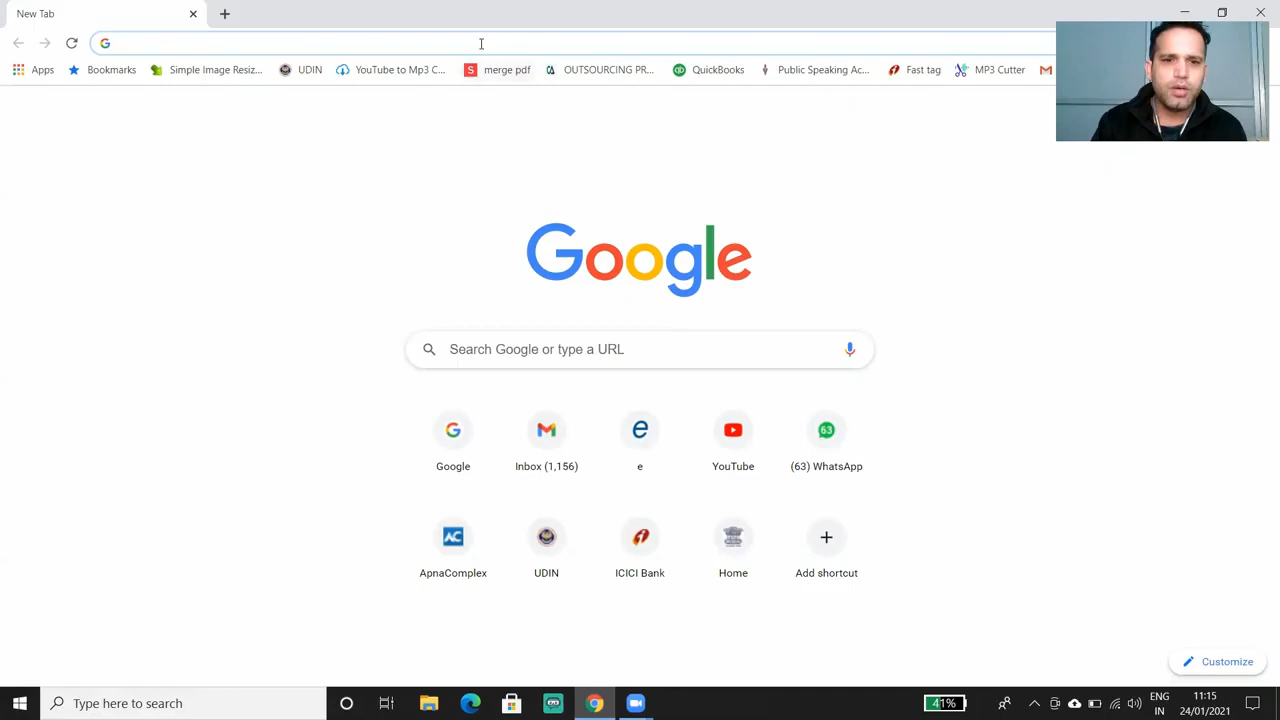 New Tab
Apps Bookmarks Simple Image Resiz... UDIN YouTube to Mp3 C... merge pdf OUTSOURCING PR... QuickBooks Public Speaking Ac... Fast tag MP3 Cutter
Google
Search Google or type a URL
63
Google Inbox (1,156) e YouTube (63) WhatsApp
AC
ApnaComplex UDIN ICICI Bank Home Add shortcut
Customize
Type here to search
41%
ENG
IN
11:15
24/01/2021